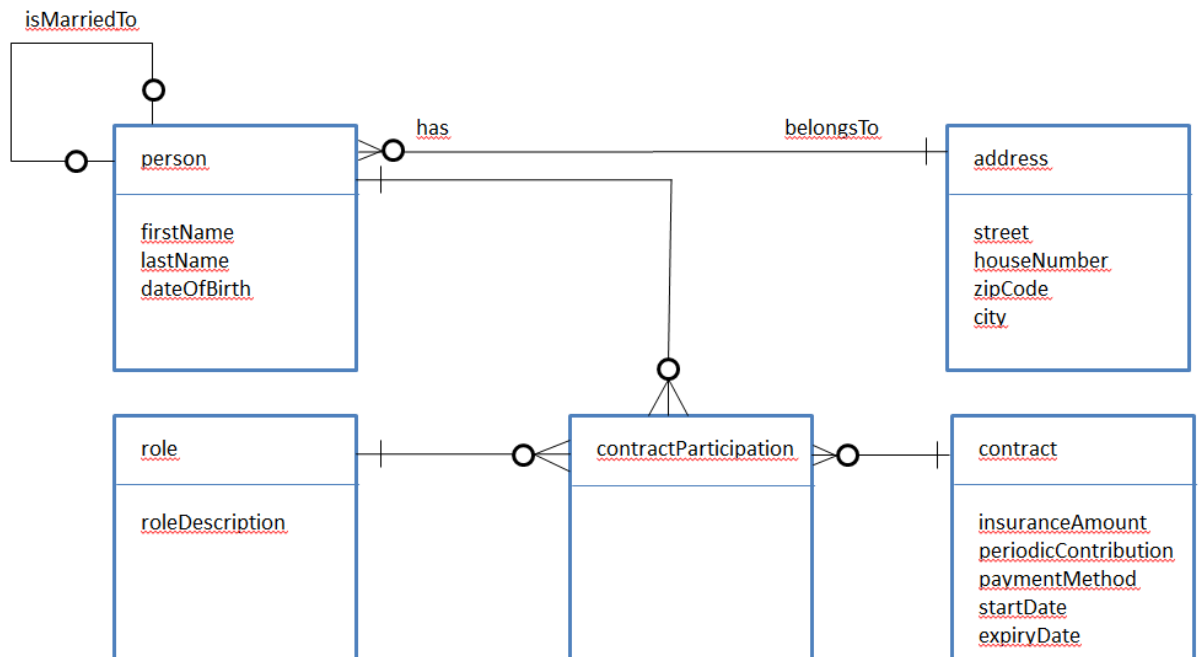 isMarriedTo
has
belongsTo
person
firstName
lastName
dateOfBirth
address
street
houseNumber
zipCode
city
role
roleDescription
contractParticipation
contract
insuranceAmount
periodicContribution
paymentMethod
startDate
expiryDate